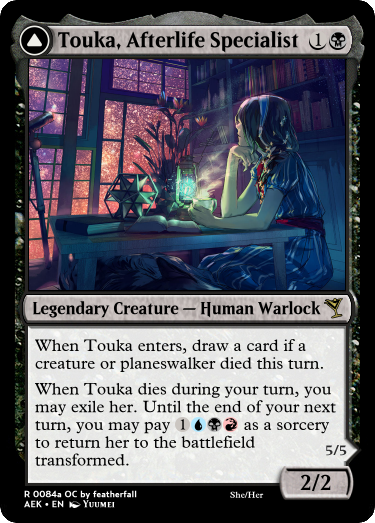 Touka, Afterlife Specialist 1
Legendary Creature — Human Warlock
When Touka enters, draw a card if a
creature or planeswalker died this turn.
When Touka dies during your turn, you
may exile her. Until the end of your next
turn, you may pay 1 as a sorcery
to return her to the battlefield
transformed.
5/5
2/2
R 0084a OC by featherfall
She/Her
AEK • EN Yuumei